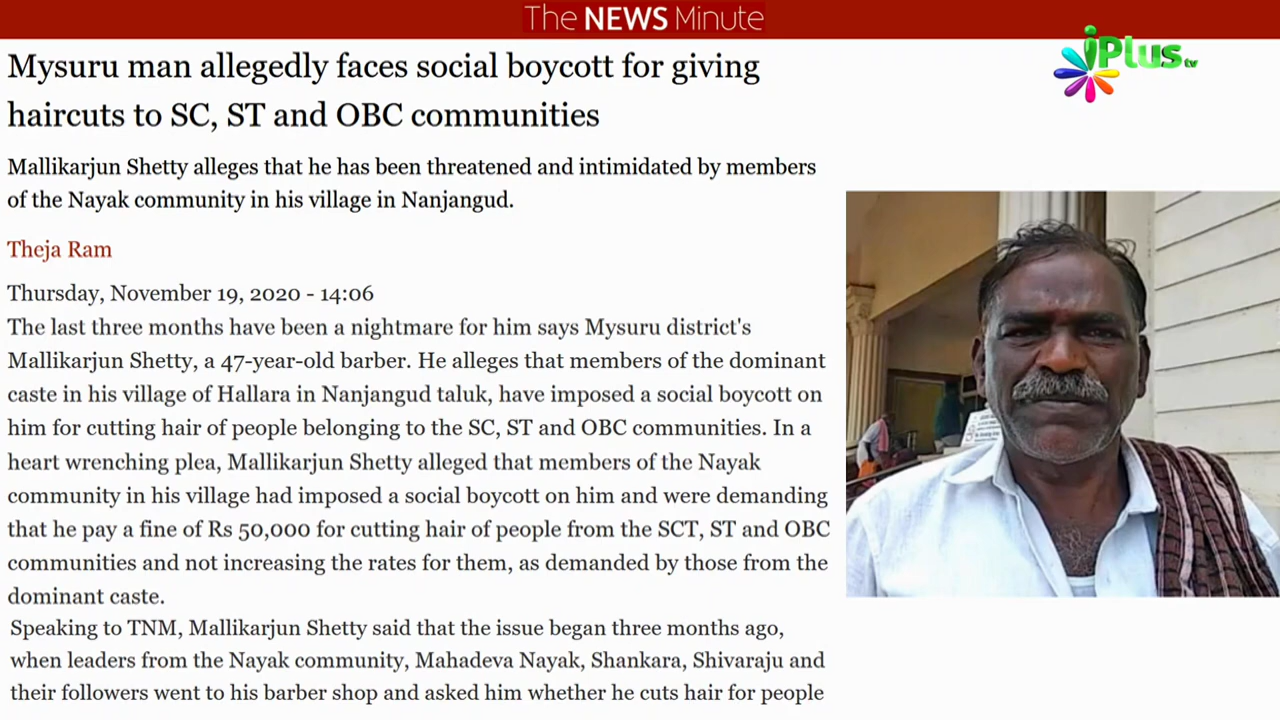 The NEWS Minute
iPlus tv
Mysuru man allegedly faces social boycott for giving
haircuts to SC, ST and OBC communities
Mallikarjun Shetty alleges that he has been threatened and intimidated by members
of the Nayak community in his village in Nanjangud.
Theja Ram
Thursday, November 19, 2020 - 14:06
The last three months have been a nightmare for him says Mysuru district's
Mallikarjun Shetty, a 47-year-old barber. He alleges that members of the dominant
caste in his village of Hallara in Nanjangud taluk, have imposed a social boycott on
him for cutting hair of people belonging to the SC, ST and OBC communities. In a
heart wrenching plea, Mallikarjun Shetty alleged that members of the Nayak
community in his village had imposed a social boycott on him and were demanding
that he pay a fine of Rs 50,000 for cutting hair of people from the SCT, ST and OBC
communities and not increasing the rates for them, as demanded by those from the
dominant caste.
Speaking to TNM, Mallikarjun Shetty said that the issue began three months ago,
when leaders from the Nayak community, Mahadeva Nayak, Shankara, Shivaraju and
their followers went to his barber shop and asked him whether he cuts hair for people